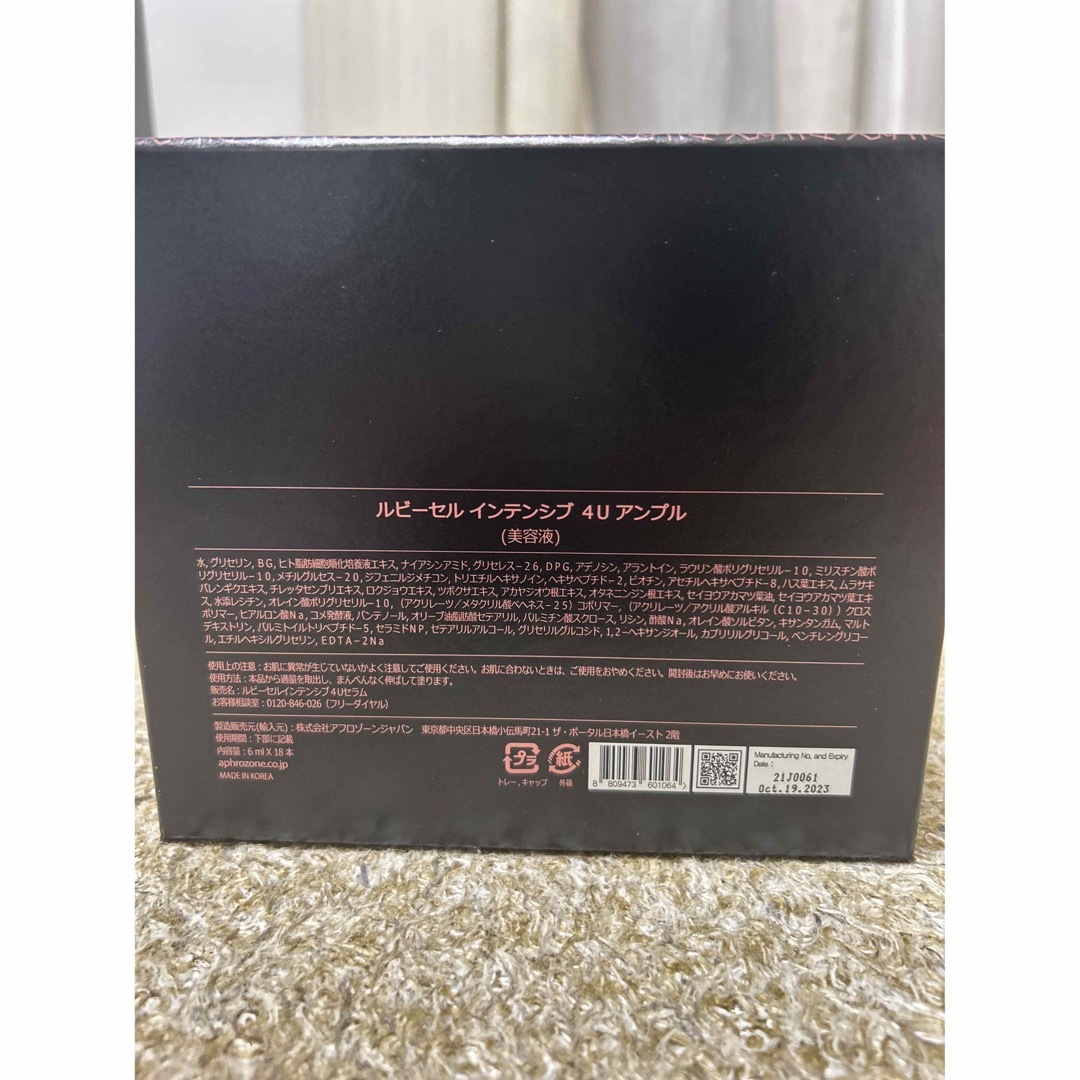 ルビーセル インテンシブ 4U アンプル
(美容液)
水, グリセリン, BG, ヒト脂肪細胞順化培養液エキス, ナイアシンアミド, グリセレス-26, DPG, アデノシン, アラントイン, ラウリン酸ポリグリセリル-10, ミリスチン酸ポ
リグリセリル-10, メチルグルセス-20, ジフェニルジメチコン, トリエチルヘキサノイン, ヘキサペプチド-2, ビオチン, アセチルヘキサペプチド-8, ハス葉エキス, ムラサキ
バレンギクエキス, チレッタセンブリエキス, ロクジョウエキス, ツボクサエキス, アカヤジオウ根エキス, オタネニンジン根エキス, セイヨウアカマツ葉油, セイヨウアカマツ葉エキ
ス, 水添レシチン, オレイン酸ポリグリセリル-10, (アクリレーツ/メタクリル酸ベヘネス-25) コポリマー, (アクリレーツ/アクリル酸アルキル (C10-30)) クロス
ポリマー, ヒアルロン酸Na, コメ発酵液, パンテノール, オリーブ油脂肪酸セテアリル, パルミチン酸スクロース, リシン, 酢酸Na, オレイン酸ソルビタン, キサンタンガム, マルト
デキストリン, パルミトイルトリペプチド-5, セラミドNP, セテアリルアルコール, グリセリルグルコシド, 1,2-ヘキサンジオール, カプリリルグリコール, ペンチレングリコ
ール, エチルヘキシルグリセリン, EDTA-2Na
使用上の注意 : お肌に異常が生じていないかよく注意してご使用ください。お肌に合わないときは、ご使用をおやめください。開封後はお早めにお使いください。
使用方法 : 本品から適量を取出し、まんべんなく伸ばして塗ります。
販売名 : ルビーセルインテンシブ4Uセラム
お客様相談室 : 0120-846-026 (フリーダイヤル)
製造販売元(輸入元) : 株式会社アフロゾーンジャパン 東京都中央区日本橋小伝馬町21-1 ザ・ポータル日本橋イースト 2階
使用期間 : 下部に記載
内容量 : 6 ml X 18 本
aphrozone.co.jp
MADE IN KOREA
プラ
トレー, キャップ
紙
外箱
8 809473 601064
Manufacturing No. and Expiry
Date :
21J0061
Oct.19.2023